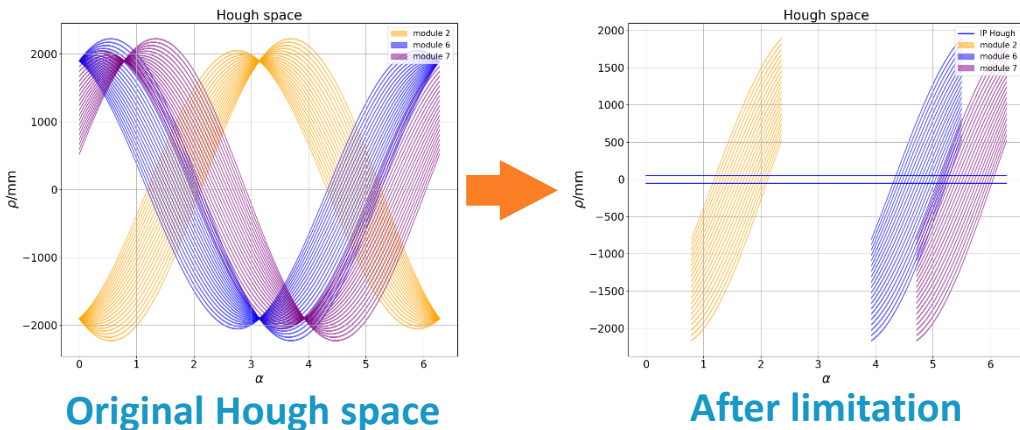 Hough space
2000
1000
0
−1000
−2000
ρ/mm
0 1 2 3 4 5 6
α
module 2
module 6
module 7
Original Hough space
Hough space
2000
1500
1000
500
0
−500
−1000
−1500
−2000
ρ/mm
0 1 2 3 4 5 6
α
IP Hough
module 2
module 6
module 7
After limitation